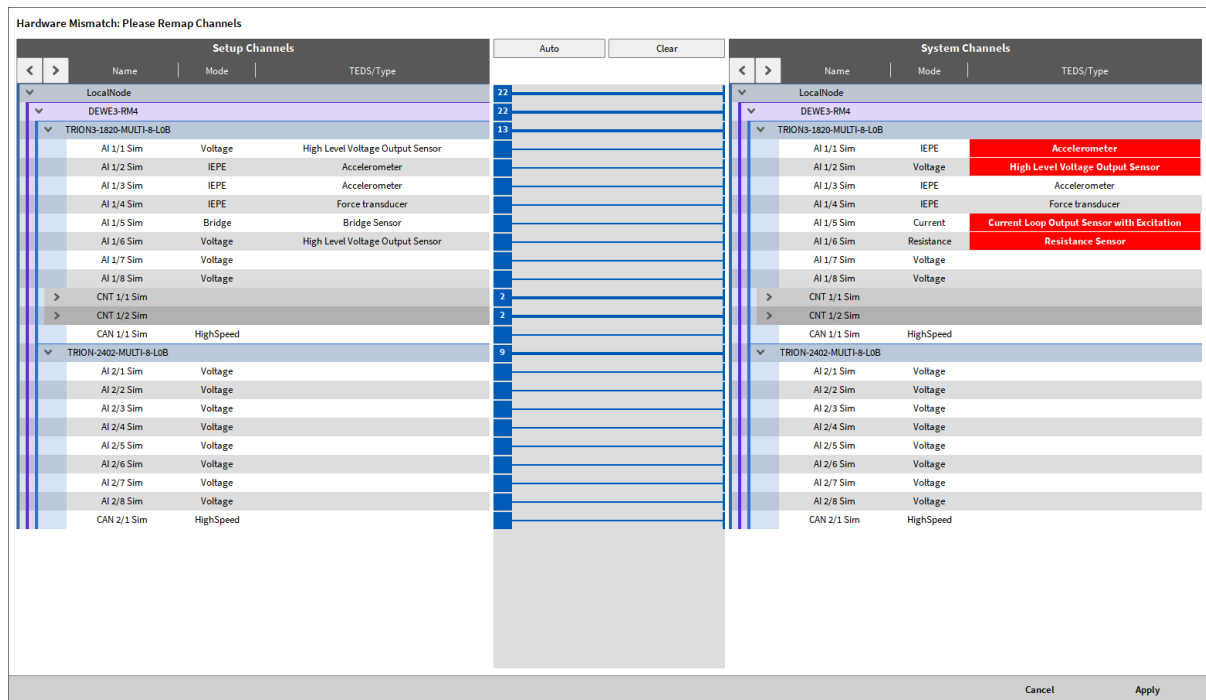 Hardware Mismatch: Please Remap Channels
Setup Channels Auto Clear System Channels
Name Mode TEDS/Type Name Mode TEDS/Type
LocalNode 22 LocalNode
DEWE3-RM4 22 DEWE3-RM4
TRION3-1820-MULTI-8-L0B 13 TRION3-1820-MULTI-8-L0B
AI 1/1 Sim Voltage High Level Voltage Output Sensor AI 1/1 Sim IEPE Accelerometer
AI 1/2 Sim IEPE Accelerometer AI 1/2 Sim Voltage High Level Voltage Output Sensor
AI 1/3 Sim IEPE Accelerometer AI 1/3 Sim IEPE Accelerometer
AI 1/4 Sim IEPE Force transducer AI 1/4 Sim IEPE Force transducer
AI 1/5 Sim Bridge Bridge Sensor AI 1/5 Sim Current Current Loop Output Sensor with Excitation
AI 1/6 Sim Voltage High Level Voltage Output Sensor AI 1/6 Sim Resistance Resistance Sensor
AI 1/7 Sim Voltage AI 1/7 Sim Voltage
AI 1/8 Sim Voltage AI 1/8 Sim Voltage
CNT 1/1 Sim 2 CNT 1/1 Sim
CNT 1/2 Sim 2 CNT 1/2 Sim
CAN 1/1 Sim HighSpeed CAN 1/1 Sim HighSpeed
TRION-2402-MULTI-8-L0B 9 TRION-2402-MULTI-8-L0B
AI 2/1 Sim Voltage AI 2/1 Sim Voltage
AI 2/2 Sim Voltage AI 2/2 Sim Voltage
AI 2/3 Sim Voltage AI 2/3 Sim Voltage
AI 2/4 Sim Voltage AI 2/4 Sim Voltage
AI 2/5 Sim Voltage AI 2/5 Sim Voltage
AI 2/6 Sim Voltage AI 2/6 Sim Voltage
AI 2/7 Sim Voltage AI 2/7 Sim Voltage
AI 2/8 Sim Voltage AI 2/8 Sim Voltage
CAN 2/1 Sim HighSpeed CAN 2/1 Sim HighSpeed
Cancel Apply